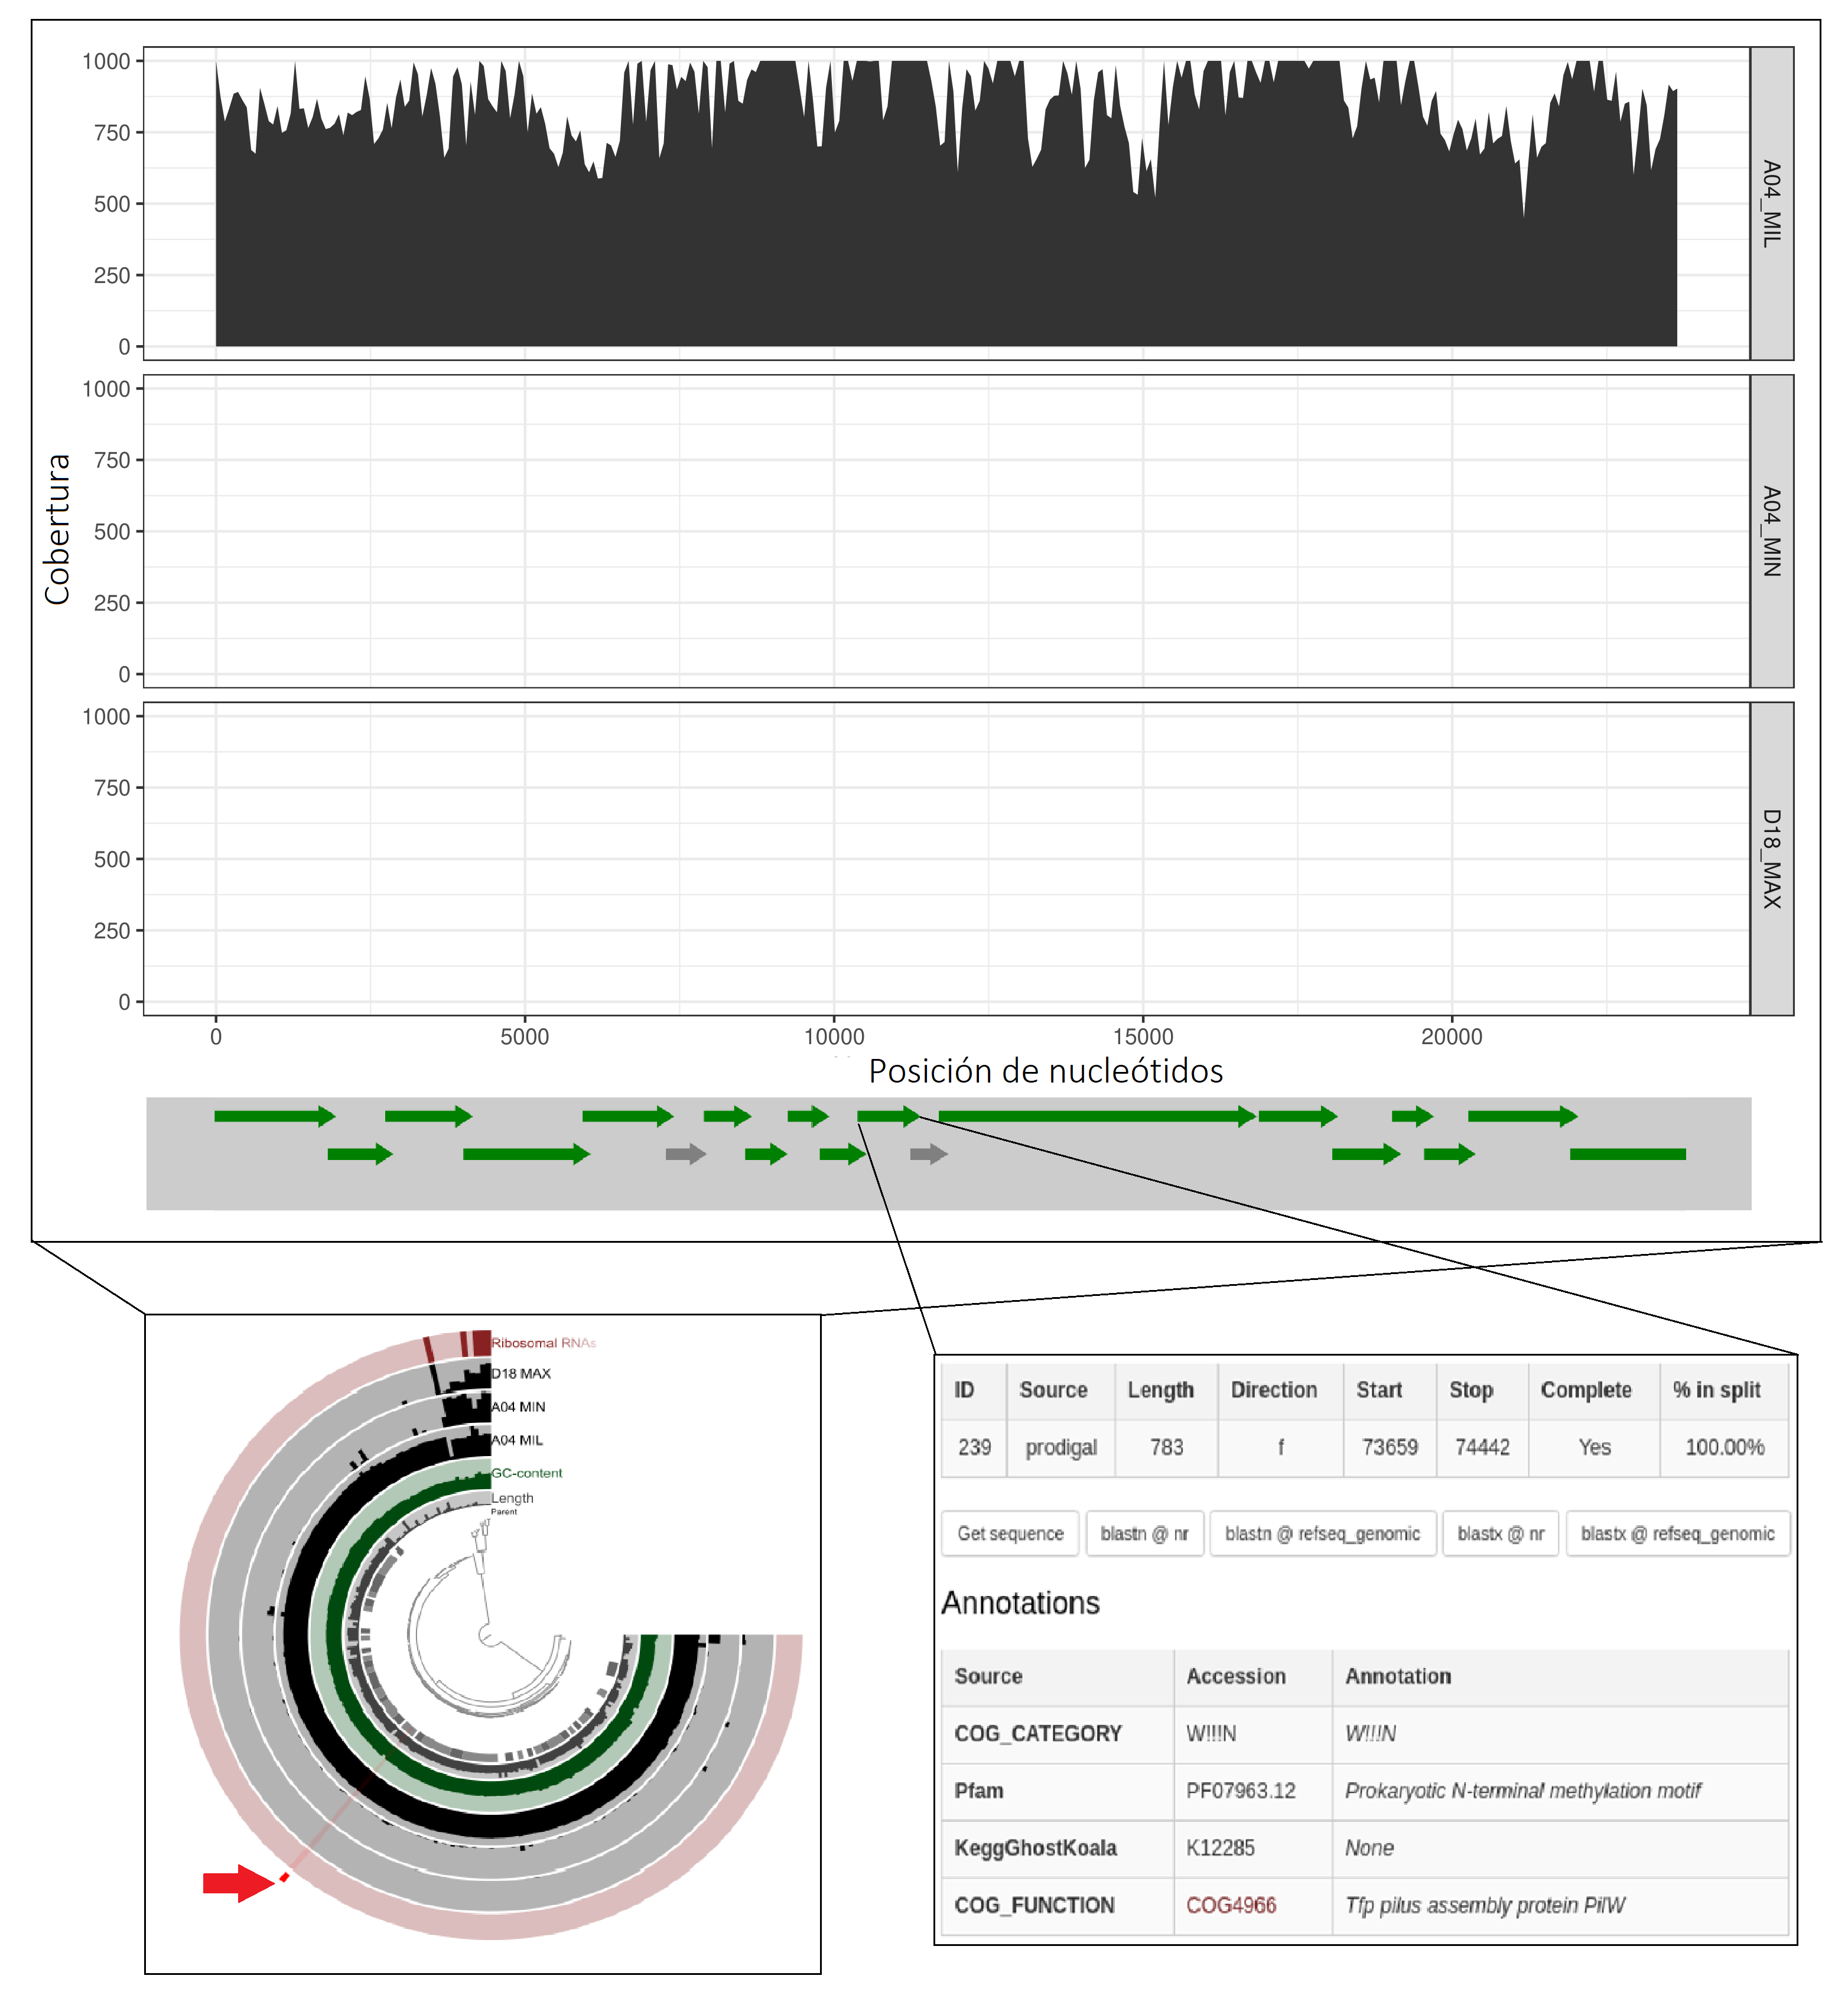 1000
750
500
250
0
A04_MIL
1000
750
500
250
0
A04_MIN
Cobertura
1000
750
500
250
0
D18_MAX
0 5000 10000 15000 20000
Posición de nucleótidos
Ribosomal RNAs
D18 MAX
A04 MIN
A04 MIL
GC-content
Length
Parent
ID Source Length Direction Start Stop Complete % in split
239 prodigal 783 f 73659 74442 Yes 100.00%
Get sequence blastn @ nr blastn @ refseq_genomic blastx @ nr blastx @ refseq_genomic
Annotations
Source Accession Annotation
COG_CATEGORY W!!!N W!!!N
Pfam PF07963.12 Prokaryotic N-terminal methylation motif
KeggGhostKoala K12285 None
COG_FUNCTION COG4966 Tfp pilus assembly protein PilW